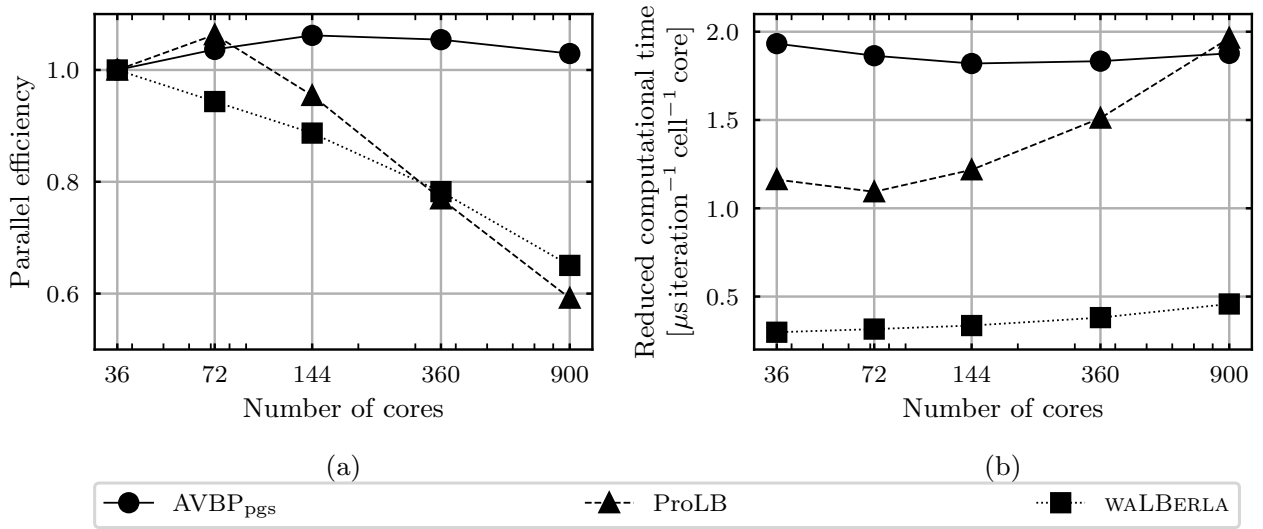 1.0
0.8
0.6
Parallel efficiency
36 72 144 360 900
Number of cores
(a)
2.0
1.5
1.0
0.5
Reduced computational time
[μs iteration⁻¹ cell⁻¹ core]
36 72 144 360 900
Number of cores
(b)
AVBP_pgs ProLB WALBERLA